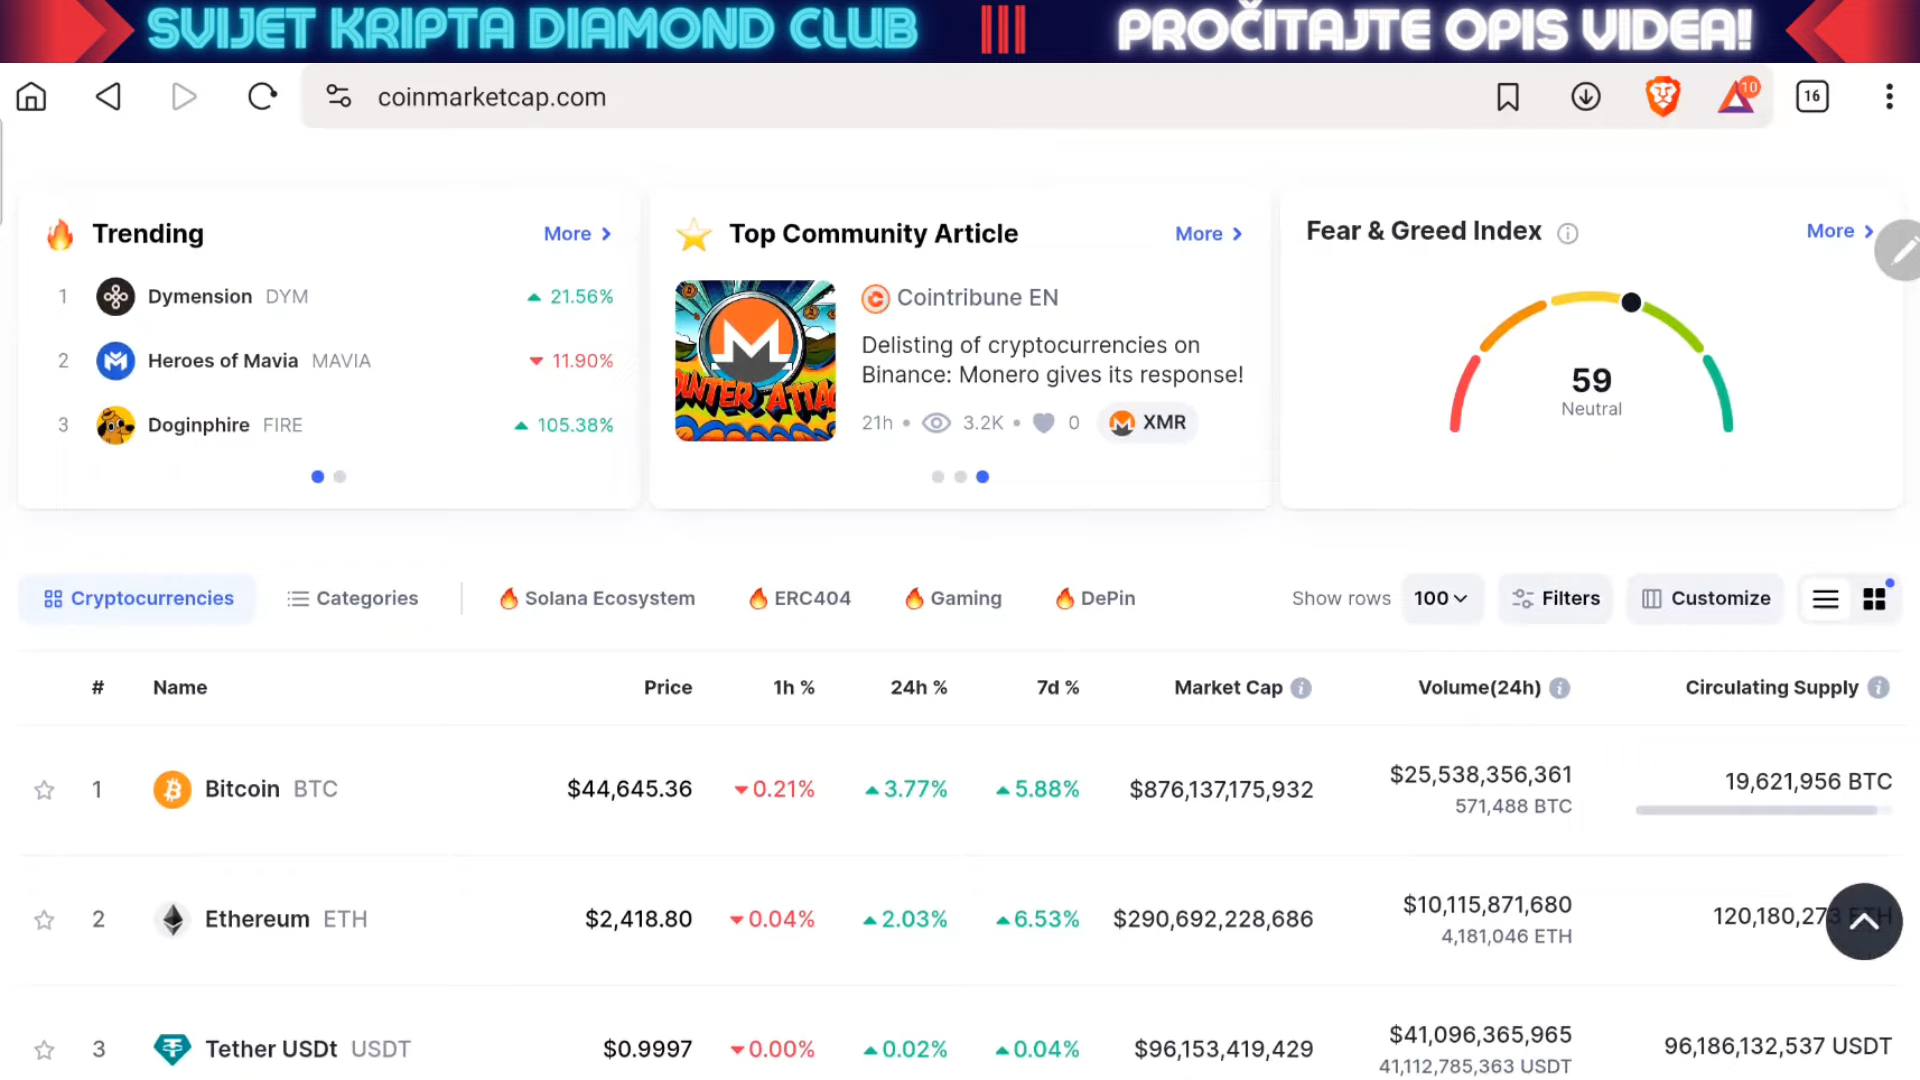 SVIJET KRIPTA DIAMOND CLUB
PROČITAJTE OPIS VIDEA!
coinmarketcap.com
10
16
Trending
More
1 Dymension DYM 21.56%
2 Heroes of Mavia MAVIA 11.90%
3 Doginphire FIRE 105.38%
Top Community Article
More
Cointribune EN
Delisting of cryptocurrencies on
Binance: Monero gives its response!
21h • 3.2K • 0 XMR
Fear & Greed Index
More
59
Neutral
Cryptocurrencies Categories Solana Ecosystem ERC404 Gaming DePin Show rows 100 Filters Customize
# Name Price 1h % 24h % 7d % Market Cap Volume(24h) Circulating Supply
1 Bitcoin BTC $44,645.36 0.21% 3.77% 5.88% $876,137,175,932 $25,538,356,361 19,621,956 BTC
571,488 BTC
2 Ethereum ETH $2,418.80 0.04% 2.03% 6.53% $290,692,228,686 $10,115,871,680 120,180,273 ETH
4,181,046 ETH
3 Tether USDt USDT $0.9997 0.00% 0.02% 0.04% $96,153,419,429 $41,096,365,965 96,186,132,537 USDT
41,112,785,363 USDT